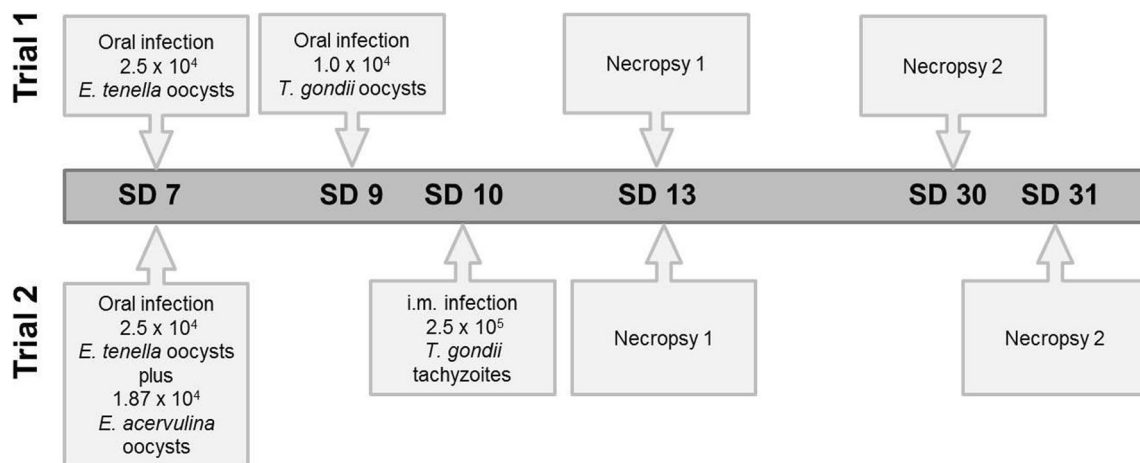 Trial 1
Oral infection
2.5 x 10⁴
E. tenella oocysts
Oral infection
1.0 x 10⁴
T. gondii oocysts
Necropsy 1
Necropsy 2
SD 7 SD 9 SD 10 SD 13 SD 30 SD 31
Trial 2
Oral infection
2.5 x 10⁴
E. tenella oocysts
plus
1.87 x 10⁴
E. acervulina
oocysts
i.m. infection
2.5 x 10⁵
T. gondii
tachyzoites
Necropsy 1
Necropsy 2